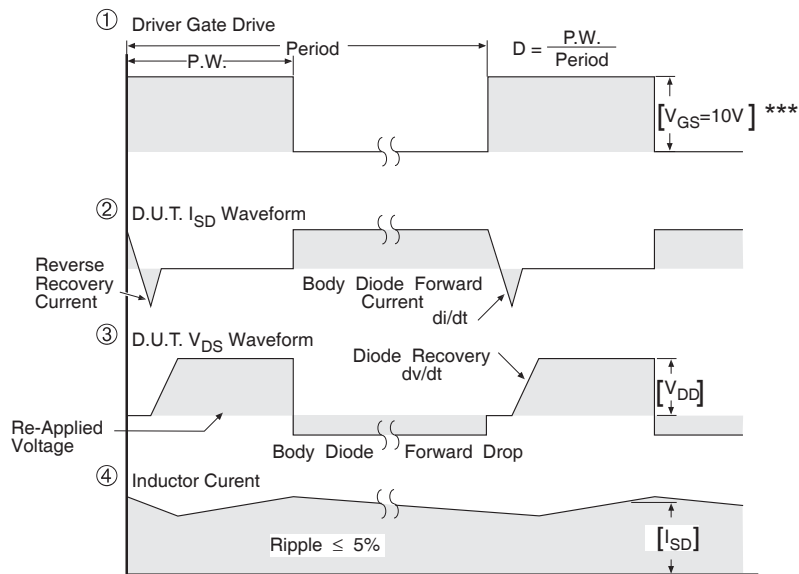 ① Driver Gate Drive
Period
P.W.
D = P.W. / Period
[VGS=10V] ***
② D.U.T. ISD Waveform
Reverse
Recovery
Current
Body Diode Forward
Current
di/dt
③ D.U.T. VDS Waveform
Diode Recovery
dv/dt
[VDD]
Re-Applied
Voltage
Body Diode Forward Drop
④ Inductor Curent
Ripple ≤ 5%
[ISD]